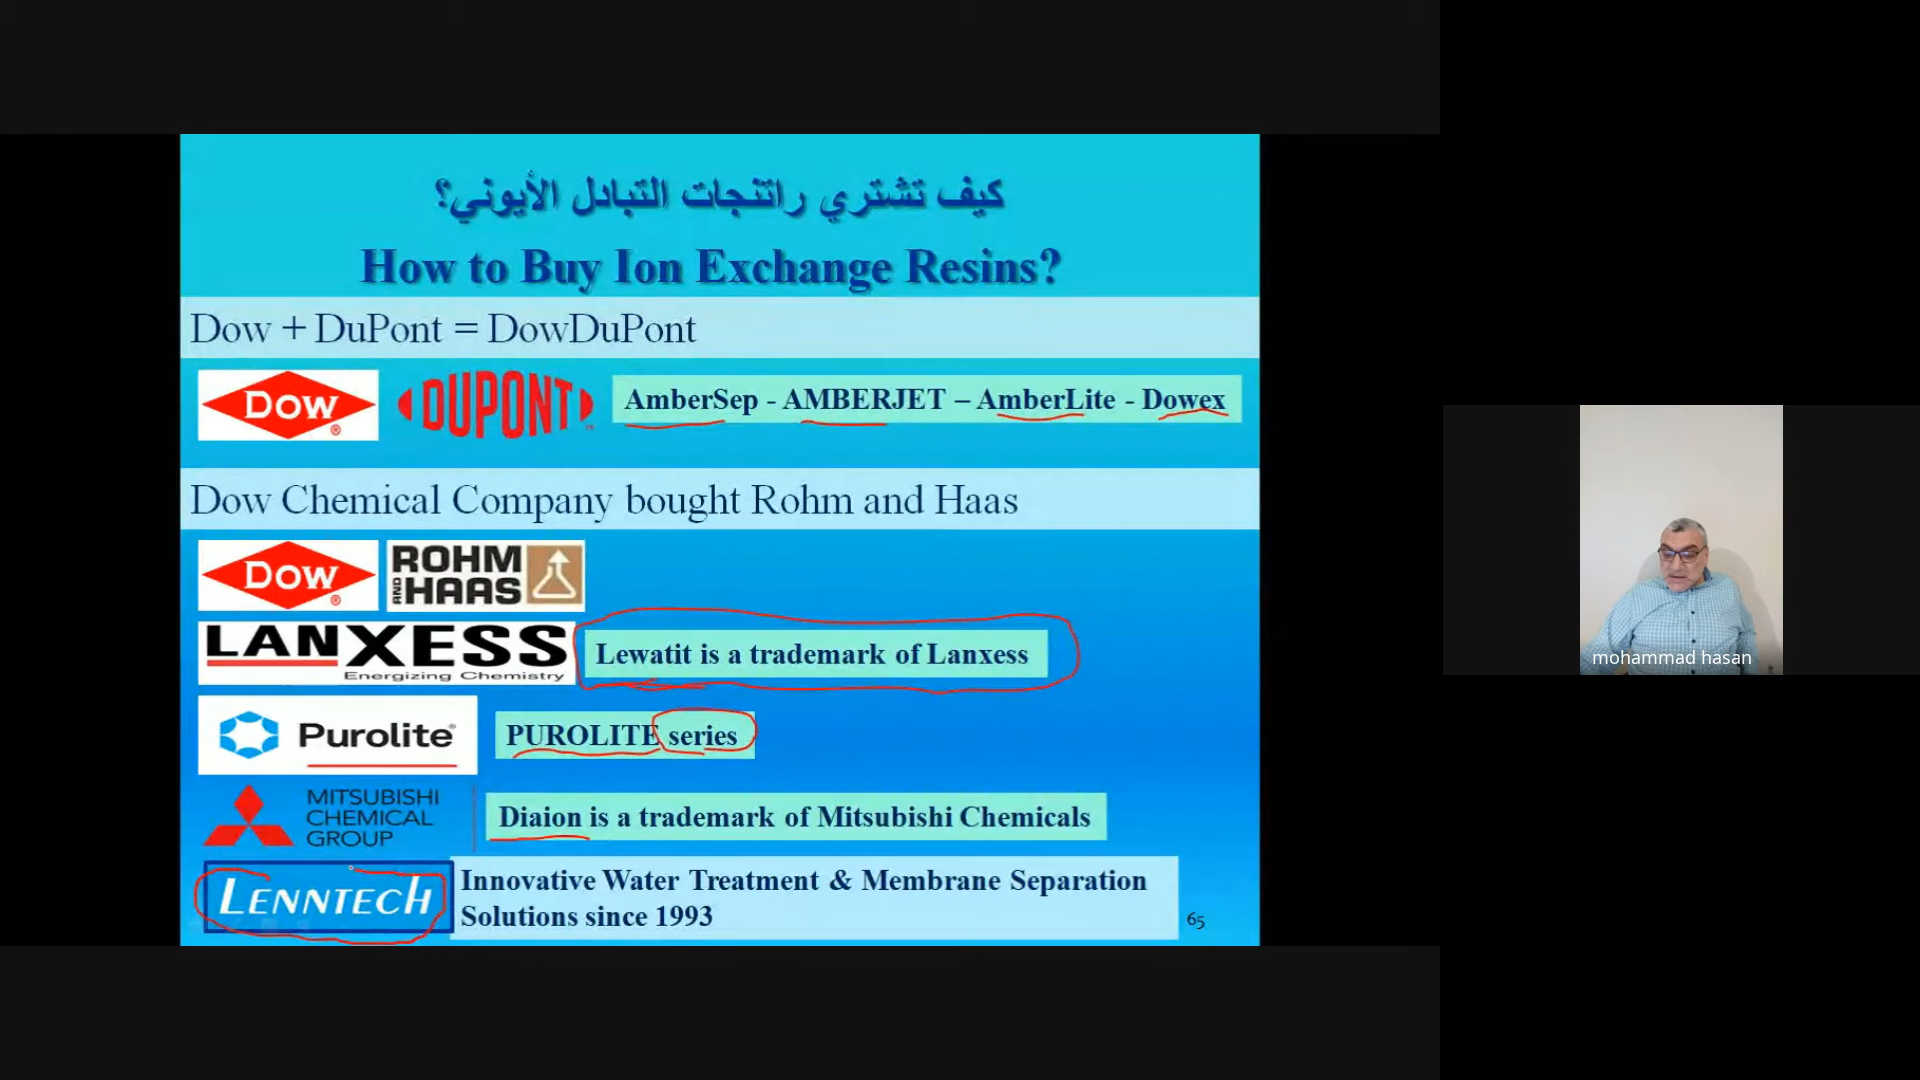 كيف تشتري راتنجات التبادل الأيوني؟
How to Buy Ion Exchange Resins?
Dow + DuPont = DowDuPont
Dow
DUPONT
AmberSep - AMBERJET – AmberLite - Dowex
Dow Chemical Company bought Rohm and Haas
Dow
ROHM AND HAAS
LANXESS
Energizing Chemistry
Lewatit is a trademark of Lanxess
Purolite
PUROLITE series
MITSUBISHI
CHEMICAL
GROUP
Diaion is a trademark of Mitsubishi Chemicals
LENNTECH
Innovative Water Treatment & Membrane Separation
Solutions since 1993
65
mohammad hasan